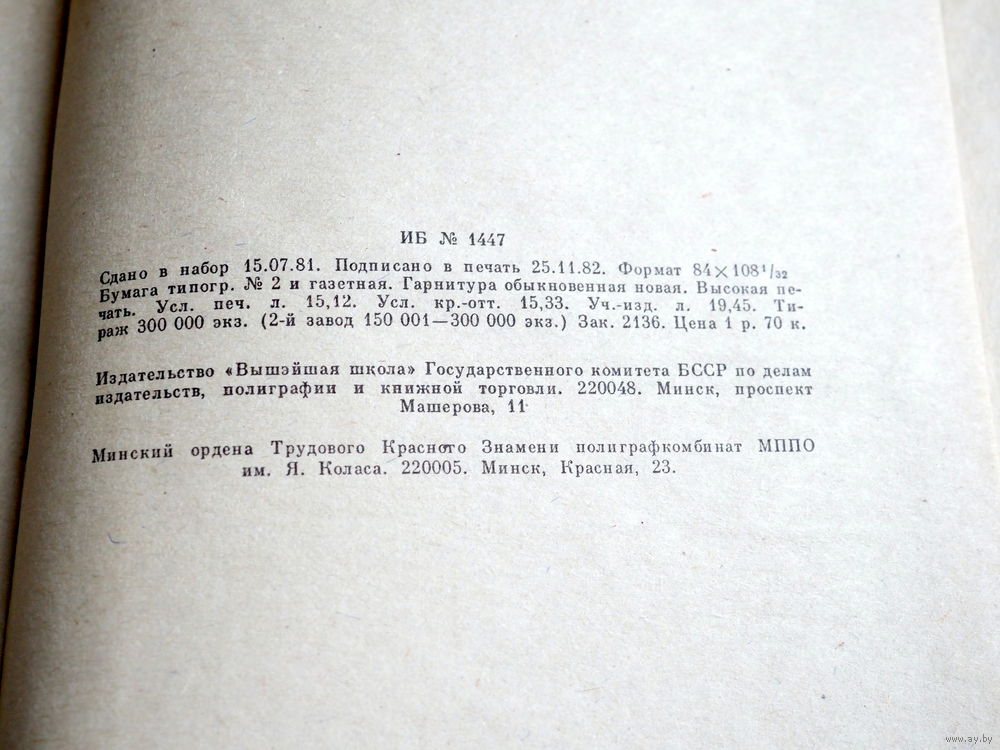 ИБ № 1447
Сдано в набор 15.07.81. Подписано в печать 25.11.82. Формат 84×108¹/₃₂
Бумага типогр. № 2 и газетная. Гарнитура обыкновенная новая. Высокая пе-
чать. Усл. печ. л. 15,12. Усл. кр.-отт. 15,33. Уч.-изд. л. 19,45. Ти-
раж 300 000 экз. (2-й завод 150 001—300 000 экз.) Зак. 2136. Цена 1 р. 70 к.
Издательство «Вышэйшая школа» Государственного комитета БССР по делам
издательств, полиграфии и книжной торговли. 220048. Минск, проспект
Машерова, 11
Минский ордена Трудового Красного Знамени полиграфкомбинат МППО
им. Я. Коласа. 220005. Минск, Красная, 23.
www.ay.by